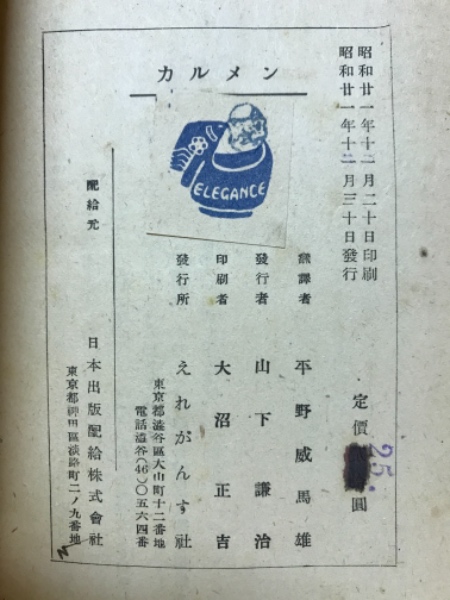 カルメン
ELEGANCE
昭和廿一年十一月二十日印刷
昭和廿一年十一月三十日發行
定價 圓
25.
飜譯者 平野威馬雄
發行者 山下謙治
印刷者 大沼正吉
發行所 えれがんす社
東京都澁谷區大山町十二番地
電話澁谷(46)〇五六四番
配給元 日本出版配給株式會社
東京都神田區淡路町二ノ九番地